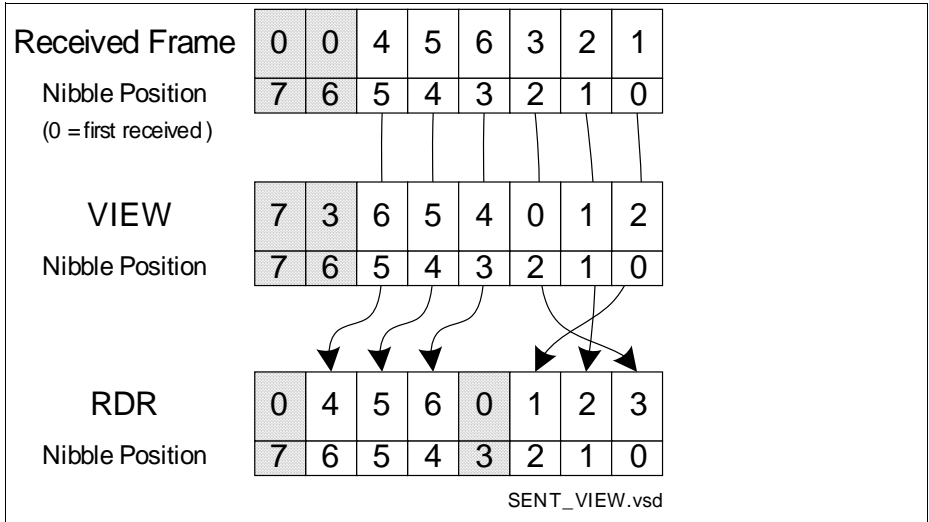 Received Frame 0 0 4 5 6 3 2 1
Nibble Position 7 6 5 4 3 2 1 0
(0 = first received)
VIEW 7 3 6 5 4 0 1 2
Nibble Position 7 6 5 4 3 2 1 0
RDR 0 4 5 6 0 1 2 3
Nibble Position 7 6 5 4 3 2 1 0
SENT_VIEW.vsd